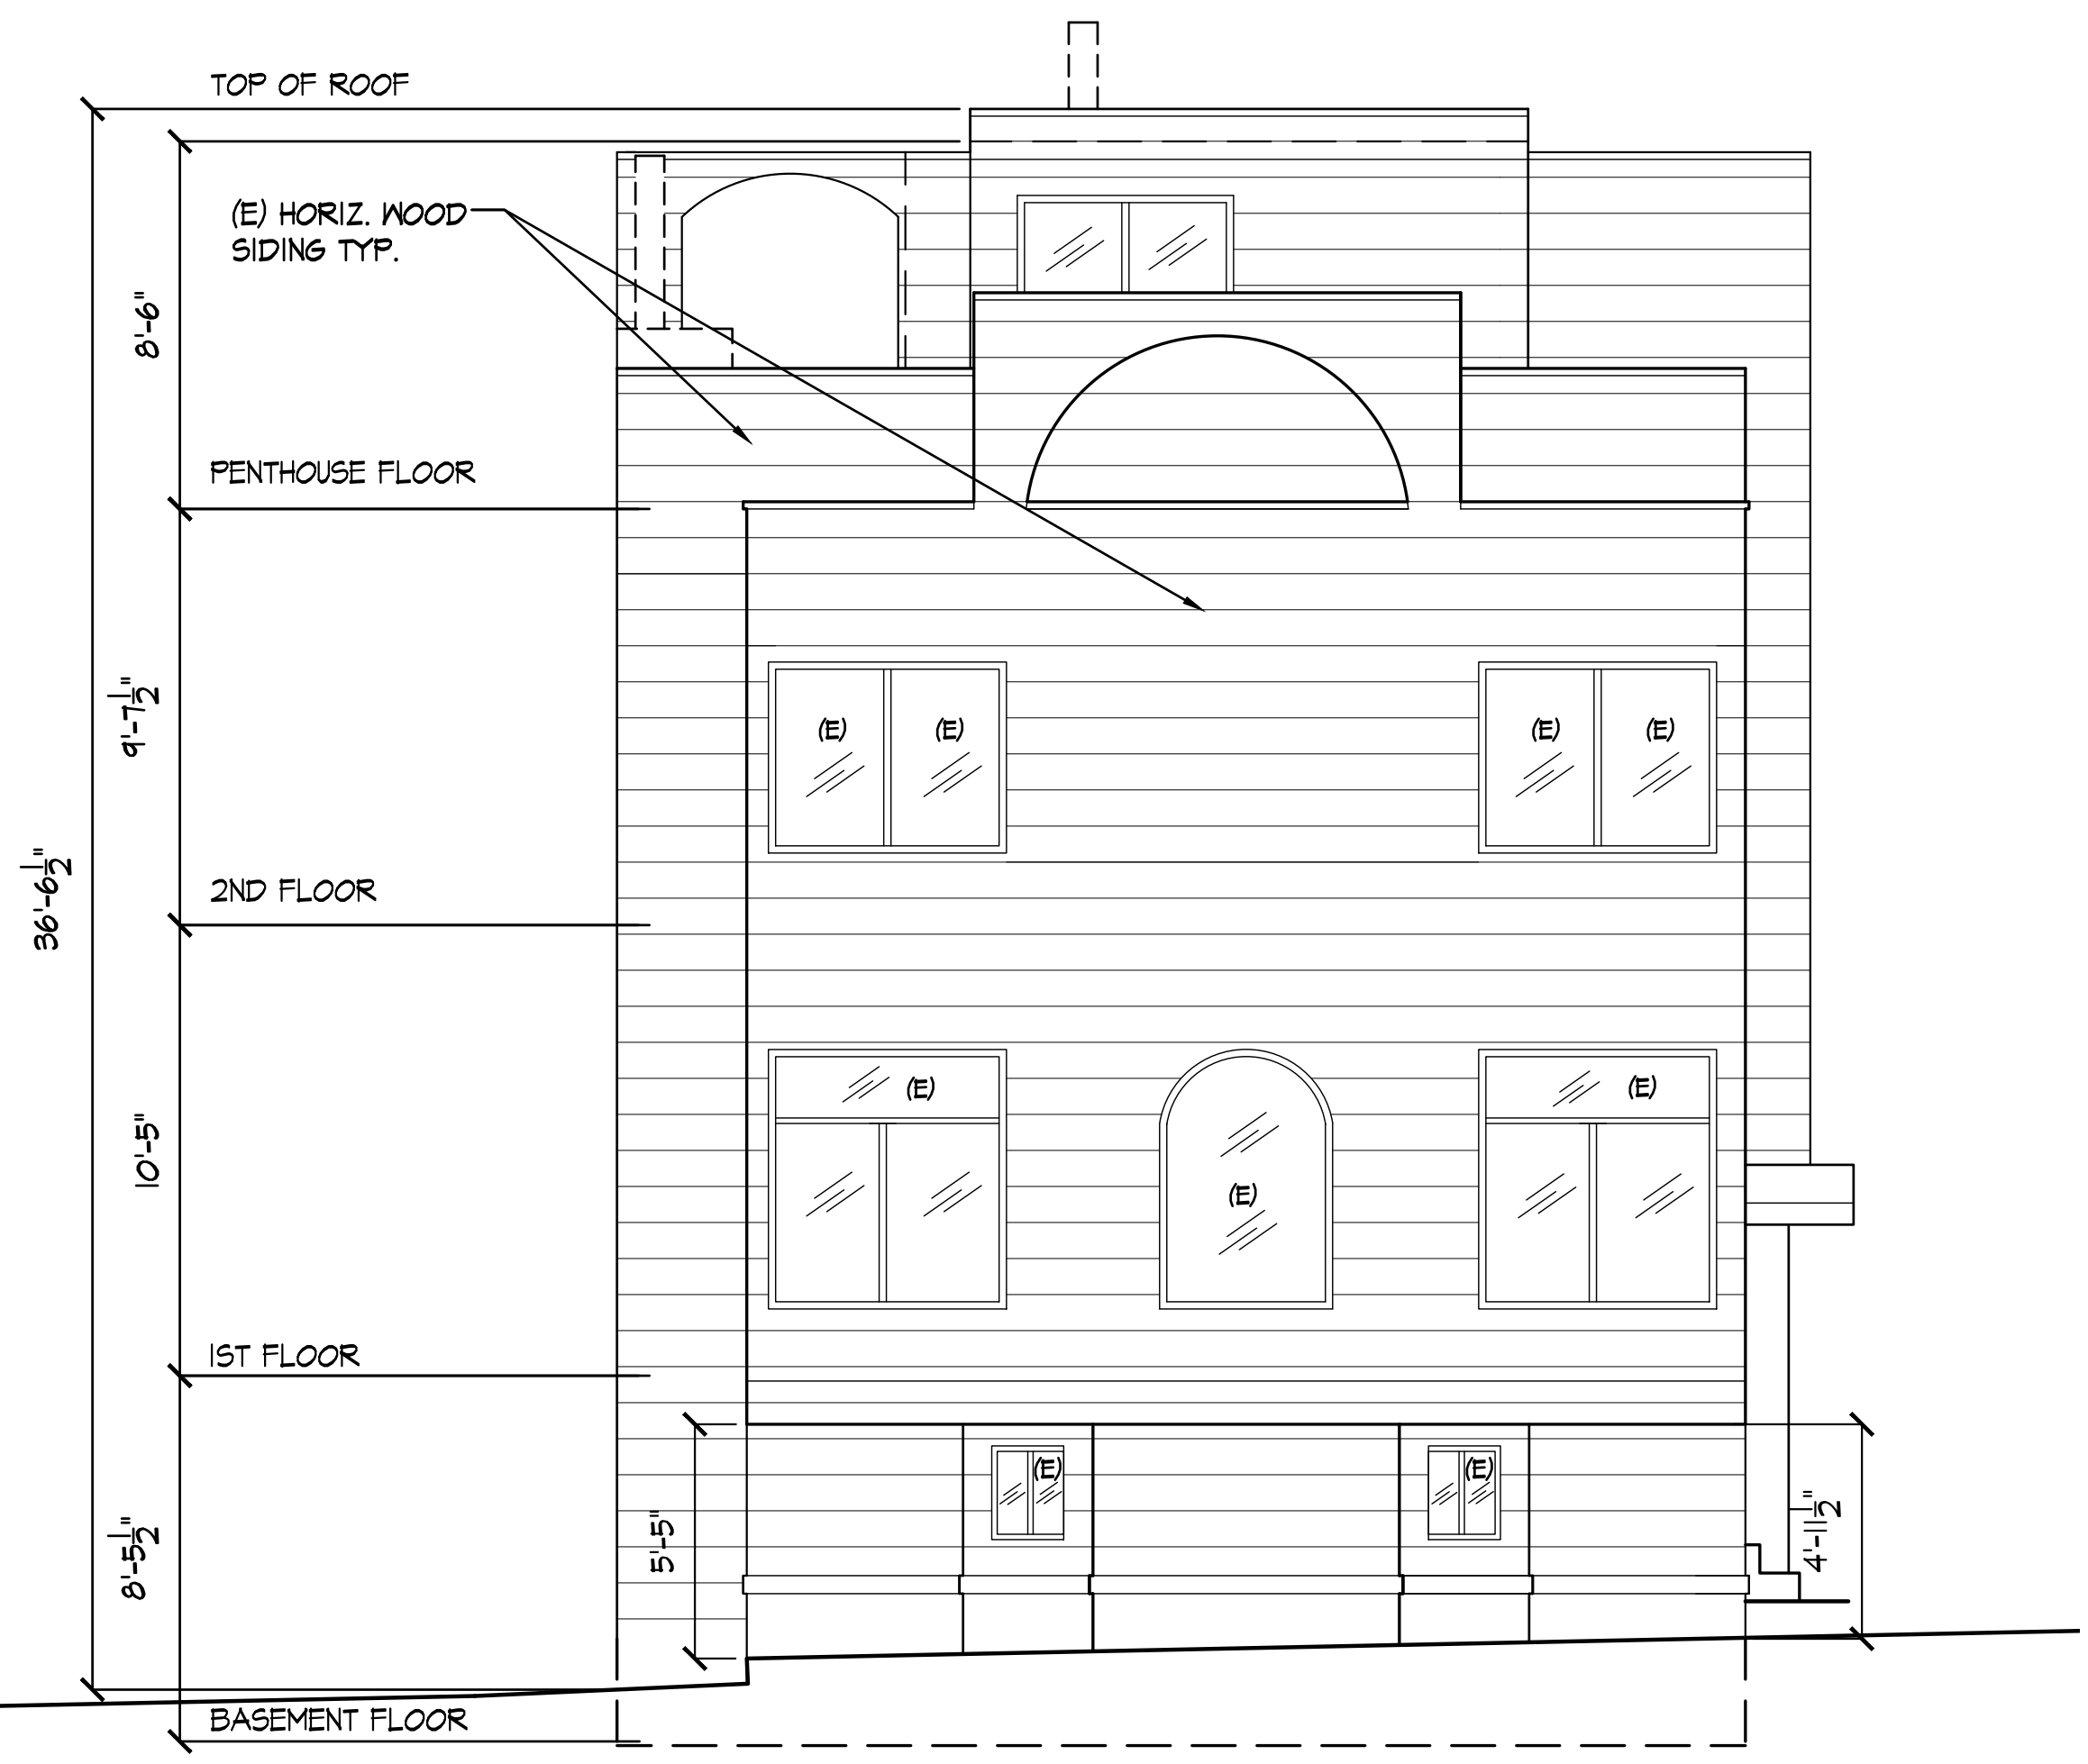 TOP OF ROOF
(E) HORIZ. WOOD
SIDING TYP.
8'-6"
PENTHOUSE FLOOR
9'-7 1/2"
(E) (E) (E) (E)
36'-6 1/2"
2ND FLOOR
(E) (E)
10'-5"
(E)
1ST FLOOR
(E) (E)
8'-5 1/2"
5'-5"
4'-11 1/2"
BASEMENT FLOOR